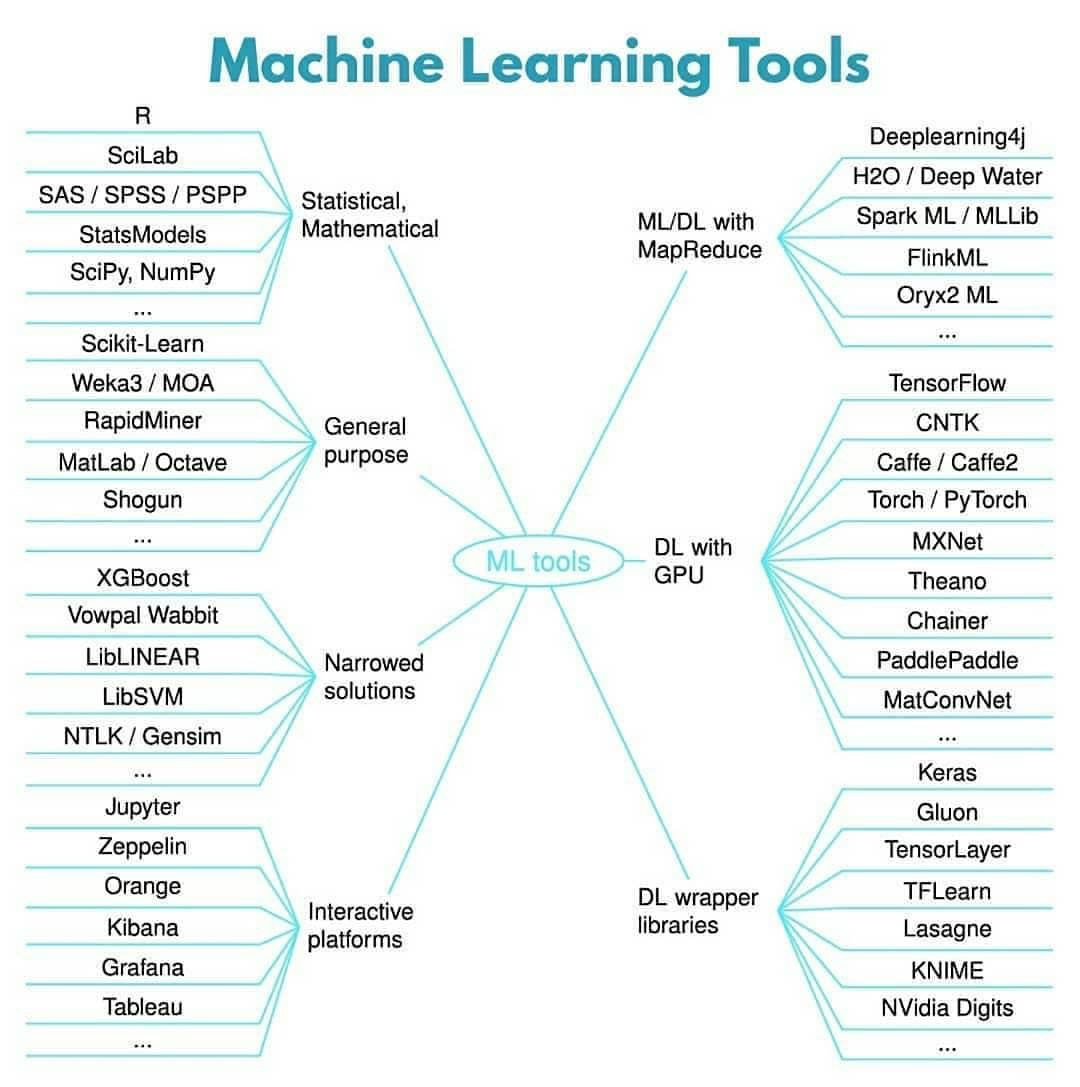 Machine Learning Tools
R
SciLab
SAS / SPSS / PSPP
StatsModels
SciPy, NumPy
...
Statistical,
Mathematical
Scikit-Learn
Weka3 / MOA
RapidMiner
MatLab / Octave
Shogun
...
General
purpose
XGBoost
Vowpal Wabbit
LibLINEAR
LibSVM
NTLK / Gensim
...
Narrowed
solutions
Jupyter
Zeppelin
Orange
Kibana
Grafana
Tableau
...
Interactive
platforms
ML tools
ML/DL with
MapReduce
Deeplearning4j
H2O / Deep Water
Spark ML / MLLib
FlinkML
Oryx2 ML
...
DL with
GPU
TensorFlow
CNTK
Caffe / Caffe2
Torch / PyTorch
MXNet
Theano
Chainer
PaddlePaddle
MatConvNet
...
DL wrapper
libraries
Keras
Gluon
TensorLayer
TFLearn
Lasagne
KNIME
NVidia Digits
...